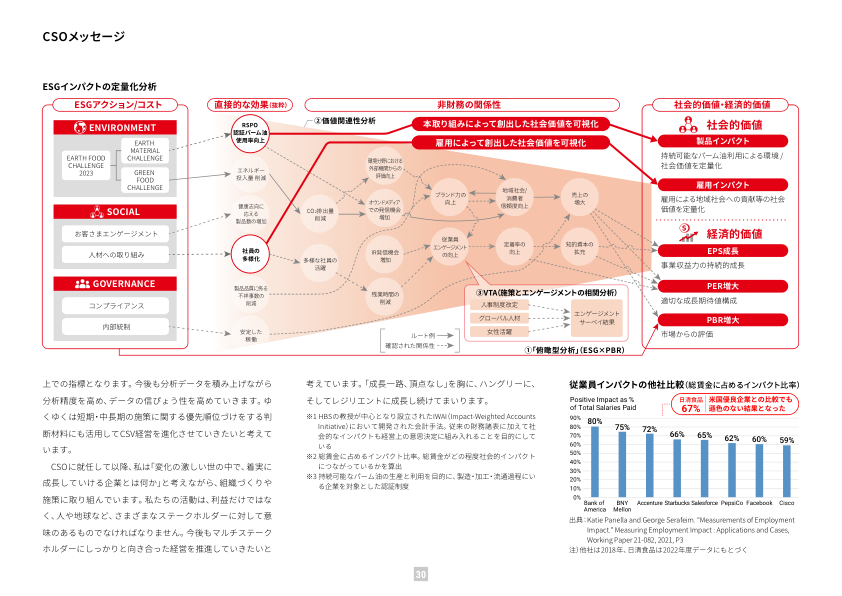 CSOメッセージ
ESGインパクトの定量化分析
ESGアクション/コスト
直接的な効果(抜粋)
非財務の関係性
社会的価値・経済的価値
ENVIRONMENT
EARTH FOOD
CHALLENGE
2023
EARTH
MATERIAL
CHALLENGE
GREEN
FOOD
CHALLENGE
SOCIAL
お客さまエンゲージメント
人材への取り組み
GOVERNANCE
コンプライアンス
内部統制
RSPO
認証パーム油
使用率向上
エネルギー
投入量 削減
健康志向に
応える
製品数の増加
社員の
多様化
製品品質に係る
不祥事数の
削減
安定した
稼働
②価値関連性分析
本取り組みによって創出した社会価値を可視化
雇用によって創出した社会価値を可視化
環境分野における
外部機関からの
評価向上
CO₂排出量
削減
オウンドメディア
での発信機会
増加
多様な社員の
活躍
IR発信機会
増加
残業時間の
削減
ブランド力の
向上
従業員
エンゲージメント
の向上
地域社会/
消費者
信頼度向上
定着率の
向上
売上の
増大
知的資本の
拡充
③VTA(施策とエンゲージメントの相関分析)
人事制度改定
グローバル人材
女性活躍
エンゲージメント
サーベイ結果
ルート例
確認された関係性
①「俯瞰型分析」(ESG×PBR)
社会的価値
製品インパクト
持続可能なパーム油利用による環境/
社会価値を定量化
雇用インパクト
雇用による地域社会への貢献等の社会
価値を定量化
経済的価値
EPS成長
事業収益力の持続的成長
PER増大
適切な成長期待値構成
PBR増大
市場からの評価
上での指標となります。今後も分析データを積み上げながら
分析精度を高め、データの信ぴょう性を高めていきます。ゆ
くゆくは短期・中長期の施策に関する優先順位づけをする判
断材料にも活用してCSV経営を進化させていきたいと考えて
います。
CSOに就任して以降、私は「変化の激しい世の中で、着実に
成長していける企業とは何か」と考えながら、組織づくりや
施策に取り組んでいます。私たちの活動は、利益だけではな
く、人や地球など、さまざまなステークホルダーに対して意
味のあるものでなければなりません。今後もマルチステーク
ホルダーにしっかりと向き合った経営を推進していきたいと
考えています。「成長一路、頂点なし」を胸に、ハングリーに、
そしてレジリエントに成長し続けてまいります。
※1 HBSの教授が中心となり設立されたIWAI（Impact-Weighted Accounts
Initiative）において開発された会計手法。従来の財務諸表に加えて社
会的なインパクトも経営上の意思決定に組み入れることを目的にして
いる
※2 総賃金に占めるインパクト比率。総賃金がどの程度社会的インパクト
につながっているかを算出
※3 持続可能なパーム油の生産と利用を目的に、製造・加工・流通過程にい
る企業を対象とした認証制度
従業員インパクトの他社比較(総賃金に占めるインパクト比率)
Positive Impact as %
of Total Salaries Paid
日清食品
67%
米国優良企業との比較でも
遜色のない結果となった
90%
80%
70%
60%
50%
40%
30%
20%
10%
0%
80% 75% 72% 66% 65% 62% 60% 59%
Bank of
America
BNY
Mellon
Accenture Starbucks Salesforce PepsiCo Facebook Cisco
出典：Katie Panella and George Serafeim. "Measurements of Employment
Impact." Measuring Employment Impact : Applications and Cases,
Working Paper 21-082, 2021, P3
注）他社は2018年、日清食品は2022年度データにもとづく
30